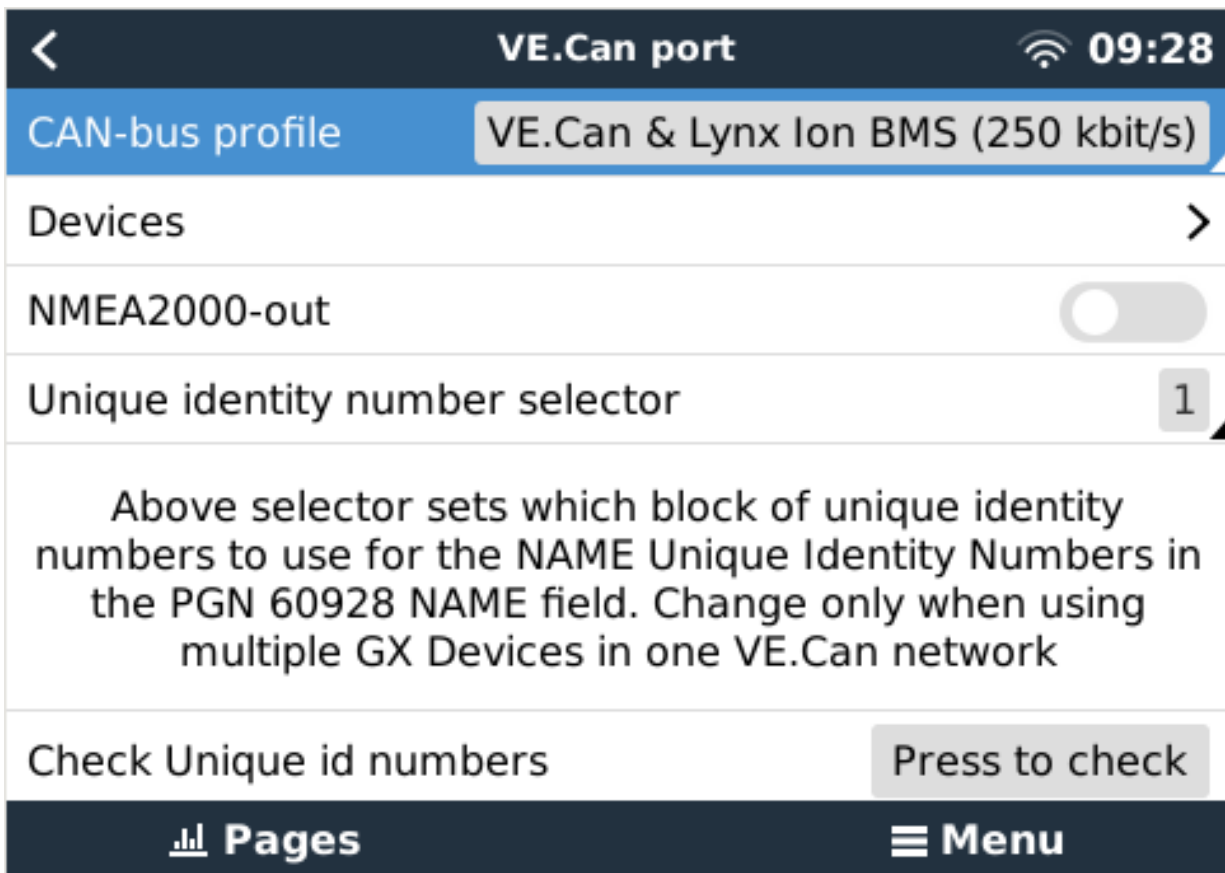 VE.Can port 09:28
CAN-bus profile VE.Can & Lynx Ion BMS (250 kbit/s)
Devices
NMEA2000-out
Unique identity number selector 1
Above selector sets which block of unique identity
numbers to use for the NAME Unique Identity Numbers in
the PGN 60928 NAME field. Change only when using
multiple GX Devices in one VE.Can network
Check Unique id numbers Press to check
Pages Menu